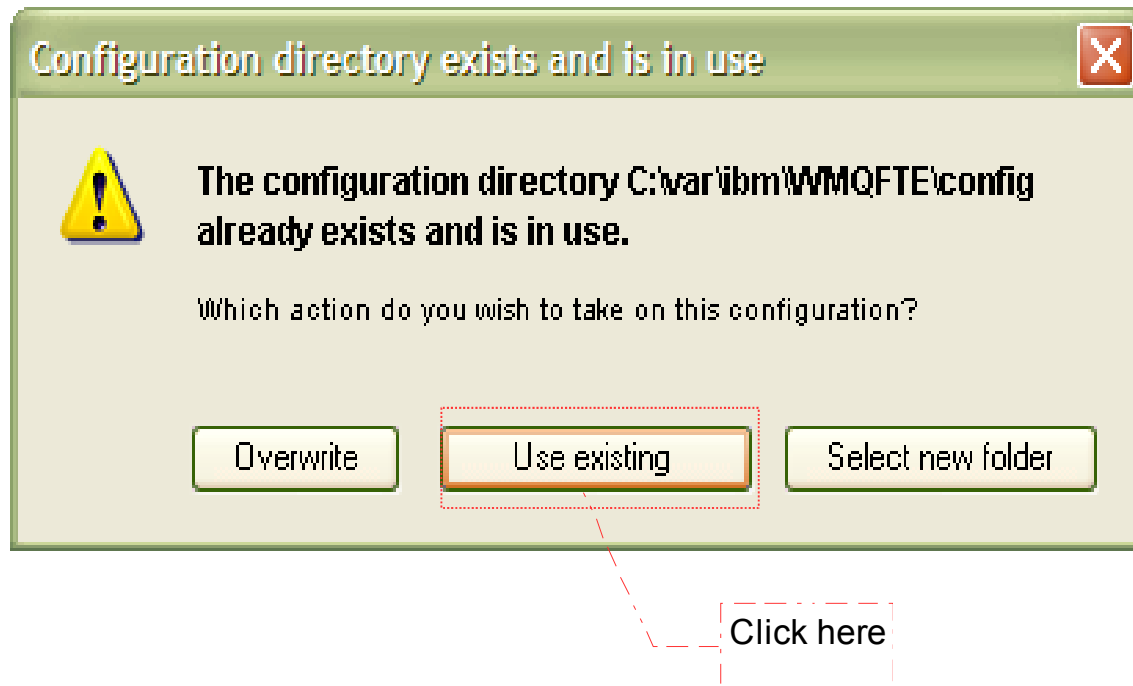 Configuration directory exists and is in use
The configuration directory C:\var\ibm\WMQFTE\config
already exists and is in use.
Which action do you wish to take on this configuration?
Overwrite
Use existing
Select new folder
Click here